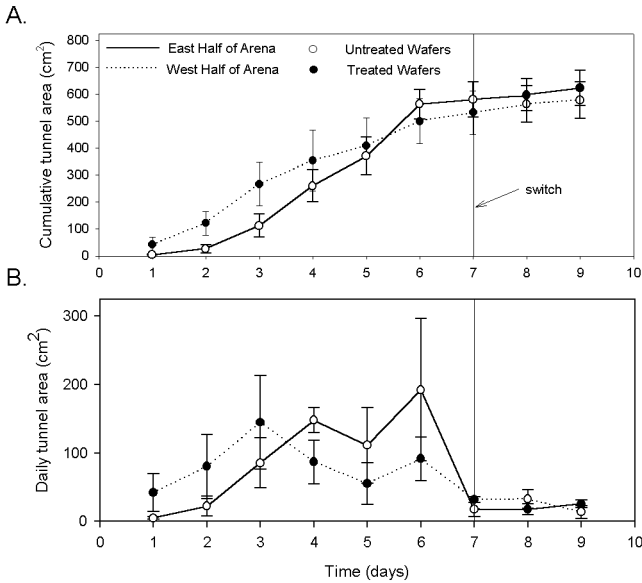 A.
800
700
600
500
400
300
200
100
0
Cumulative tunnel area (cm²)
East Half of Arena
Untreated Wafers
West Half of Arena
Treated Wafers
switch
0 1 2 3 4 5 6 7 8 9 10
B.
300
200
100
0
Daily tunnel area (cm²)
0 1 2 3 4 5 6 7 8 9 10
Time (days)